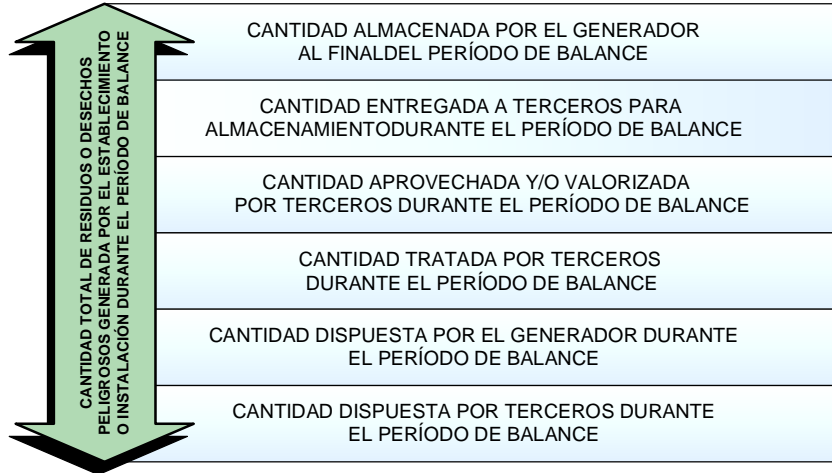 CANTIDAD TOTAL DE RESIDUOS O DESECHOS
PELIGROSOS GENERADA POR EL ESTABLECIMIENTO
O INSTALACIÓN DURANTE EL PERÍODO DE BALANCE
CANTIDAD ALMACENADA POR EL GENERADOR
AL FINALDEL PERÍODO DE BALANCE
CANTIDAD ENTREGADA A TERCEROS PARA
ALMACENAMIENTODURANTE EL PERÍODO DE BALANCE
CANTIDAD APROVECHADA Y/O VALORIZADA
POR TERCEROS DURANTE EL PERÍODO DE BALANCE
CANTIDAD TRATADA POR TERCEROS
DURANTE EL PERÍODO DE BALANCE
CANTIDAD DISPUESTA POR EL GENERADOR DURANTE
EL PERÍODO DE BALANCE
CANTIDAD DISPUESTA POR TERCEROS DURANTE
EL PERÍODO DE BALANCE